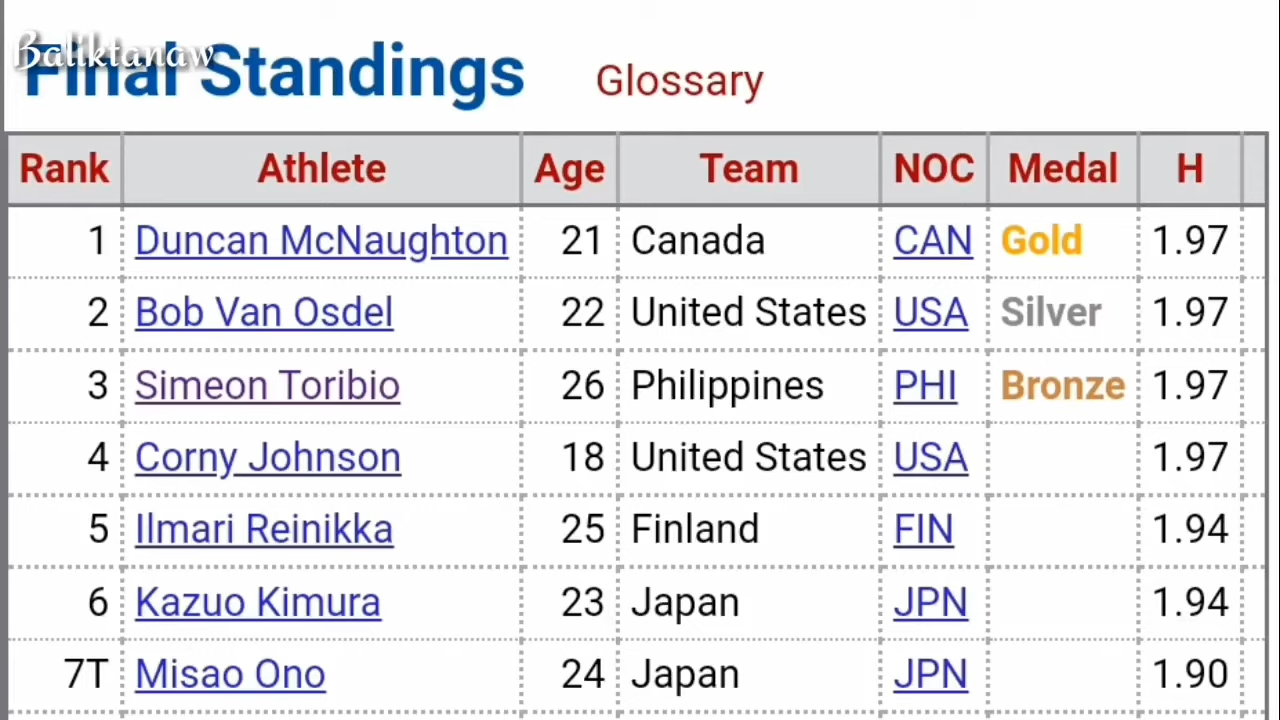 Baliktanaw
Final Standings Glossary
Rank Athlete Age Team NOC Medal H
1 Duncan McNaughton 21 Canada CAN Gold 1.97
2 Bob Van Osdel 22 United States USA Silver 1.97
3 Simeon Toribio 26 Philippines PHI Bronze 1.97
4 Corny Johnson 18 United States USA 1.97
5 Ilmari Reinikka 25 Finland FIN 1.94
6 Kazuo Kimura 23 Japan JPN 1.94
7T Misao Ono 24 Japan JPN 1.90